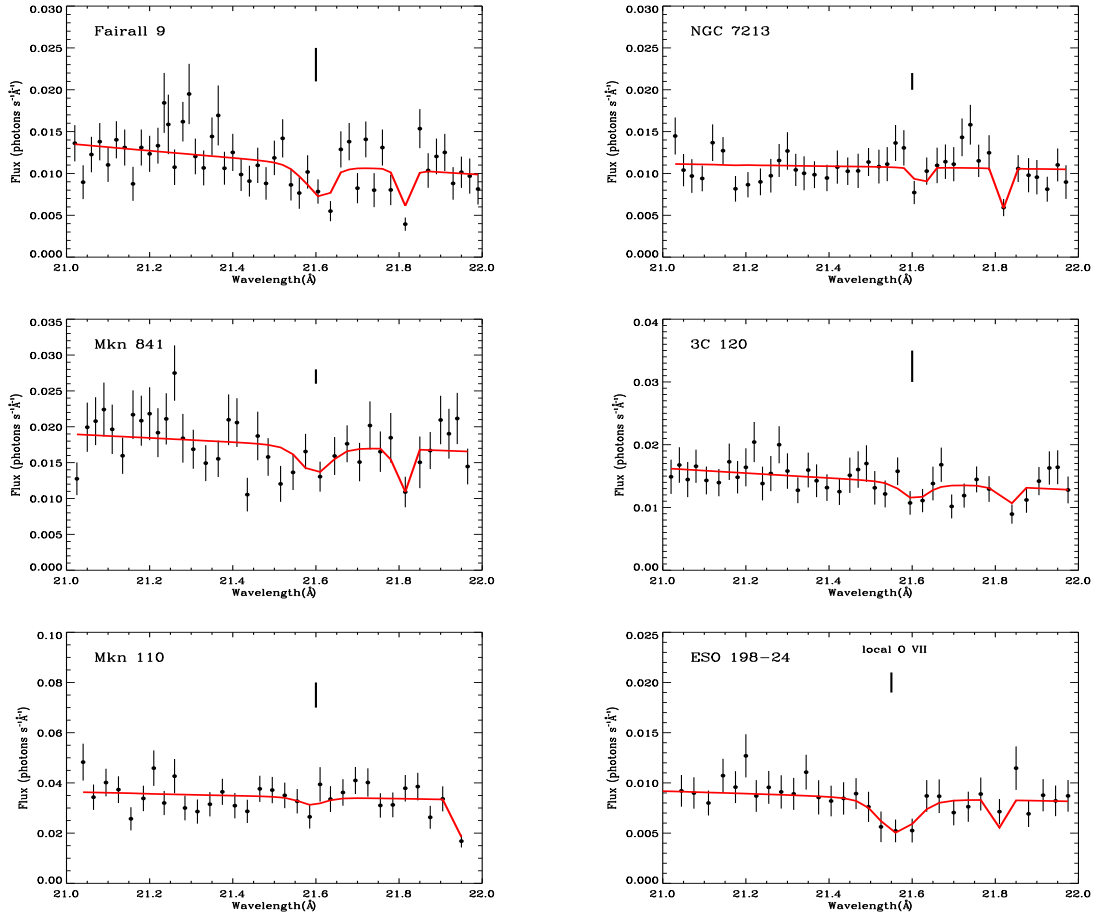 Fairall 9
0.030
0.025
0.020
0.015
0.010
0.005
0.000
Flux (photons s⁻¹Å⁻¹)
21.0 21.2 21.4 21.6 21.8 22.0
Wavelength(Å)
NGC 7213
0.030
0.025
0.020
0.015
0.010
0.005
0.000
Flux (photons s⁻¹Å⁻¹)
21.0 21.2 21.4 21.6 21.8 22.0
Wavelength(Å)
Mkn 841
0.035
0.030
0.025
0.020
0.015
0.010
0.005
0.000
Flux (photons s⁻¹Å⁻¹)
21.0 21.2 21.4 21.6 21.8 22.0
Wavelength(Å)
3C 120
0.04
0.03
0.02
0.01
0.00
Flux (photons s⁻¹Å⁻¹)
21.0 21.2 21.4 21.6 21.8 22.0
Wavelength(Å)
Mkn 110
0.10
0.08
0.06
0.04
0.02
0.00
Flux (photons s⁻¹Å⁻¹)
21.0 21.2 21.4 21.6 21.8 22.0
Wavelength(Å)
ESO 198-24
local O VII
0.025
0.020
0.015
0.010
0.005
0.000
Flux (photons s⁻¹Å⁻¹)
21.0 21.2 21.4 21.6 21.8 22.0
Wavelength(Å)